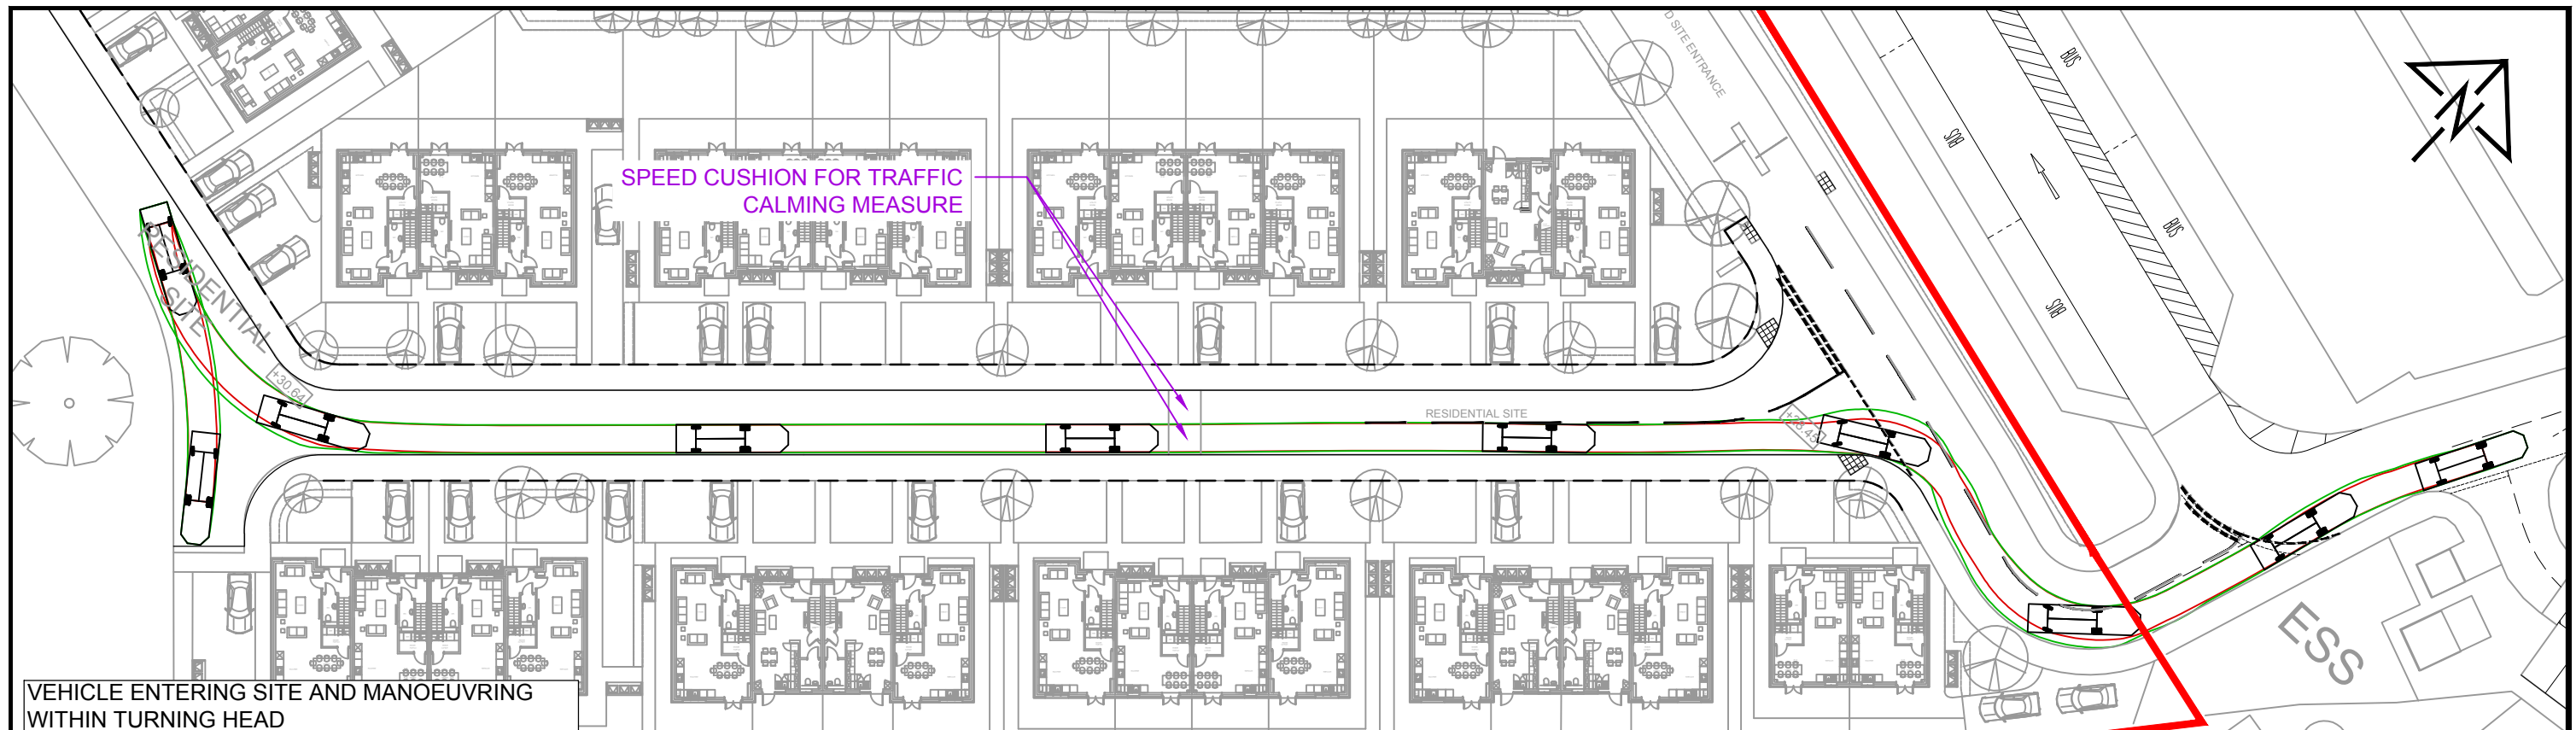 D SITE ENTRANCE
BUS
BUS
N
SPEED CUSHION FOR TRAFFIC
CALMING MEASURE
BUS
BUS
RESIDENTIAL
SITE
+30.64
RESIDENTIAL SITE
ESS
VEHICLE ENTERING SITE AND MANOEUVRING
WITHIN TURNING HEAD